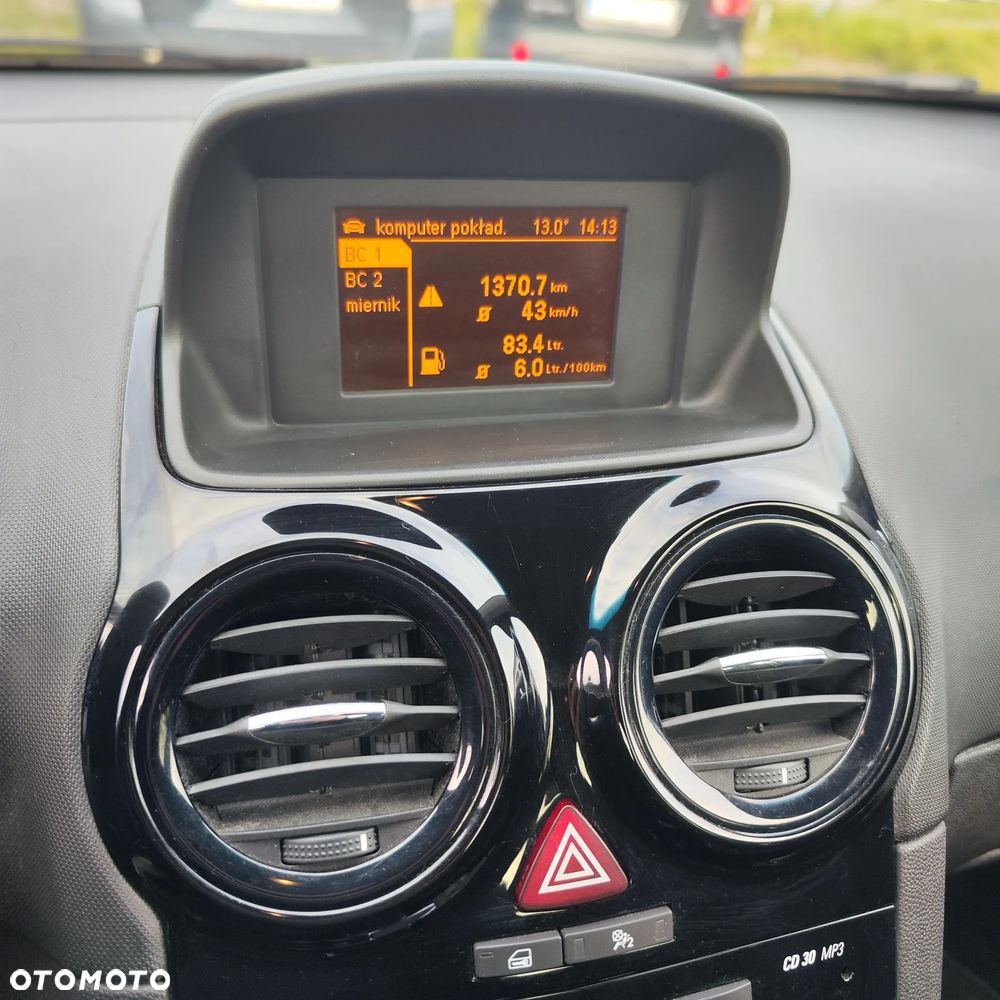 komputer pokład. 13.0° 14:13
BC 1
BC 2
miernik
1370.7 km
Ø 43 km/h
83.4 Ltr.
Ø 6.0 Ltr./100km
2
CD 30 MP3
OTOMOTO